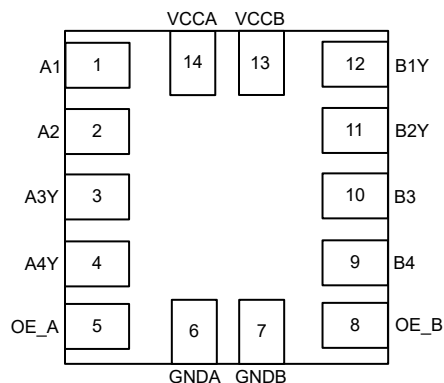 VCCA VCCB
A1 1 14 13 12 B1Y
A2 2 11 B2Y
A3Y 3 10 B3
A4Y 4 9 B4
OE_A 5 6 7 8 OE_B
GNDA GNDB